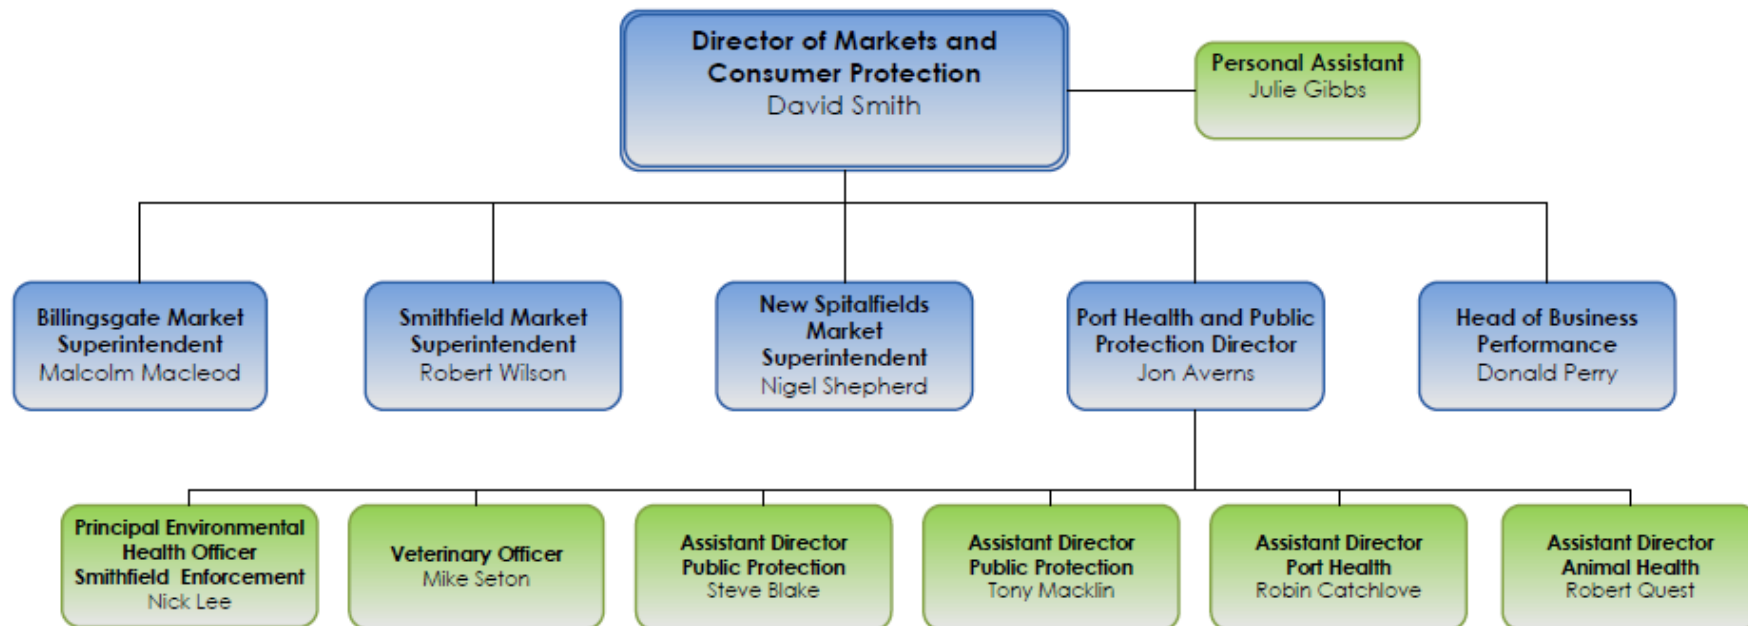 Director of Markets and
Consumer Protection
David Smith
Personal Assistant
Julie Gibbs
Billingsgate Market
Superintendent
Malcolm Macleod
Smithfield Market
Superintendent
Robert Wilson
New Spitalfields
Market
Superintendent
Nigel Shepherd
Port Health and Public
Protection Director
Jon Averns
Head of Business
Performance
Donald Perry
Principal Environmental
Health Officer
Smithfield Enforcement
Nick Lee
Veterinary Officer
Mike Seton
Assistant Director
Public Protection
Steve Blake
Assistant Director
Public Protection
Tony Macklin
Assistant Director
Port Health
Robin Catchlove
Assistant Director
Animal Health
Robert Quest